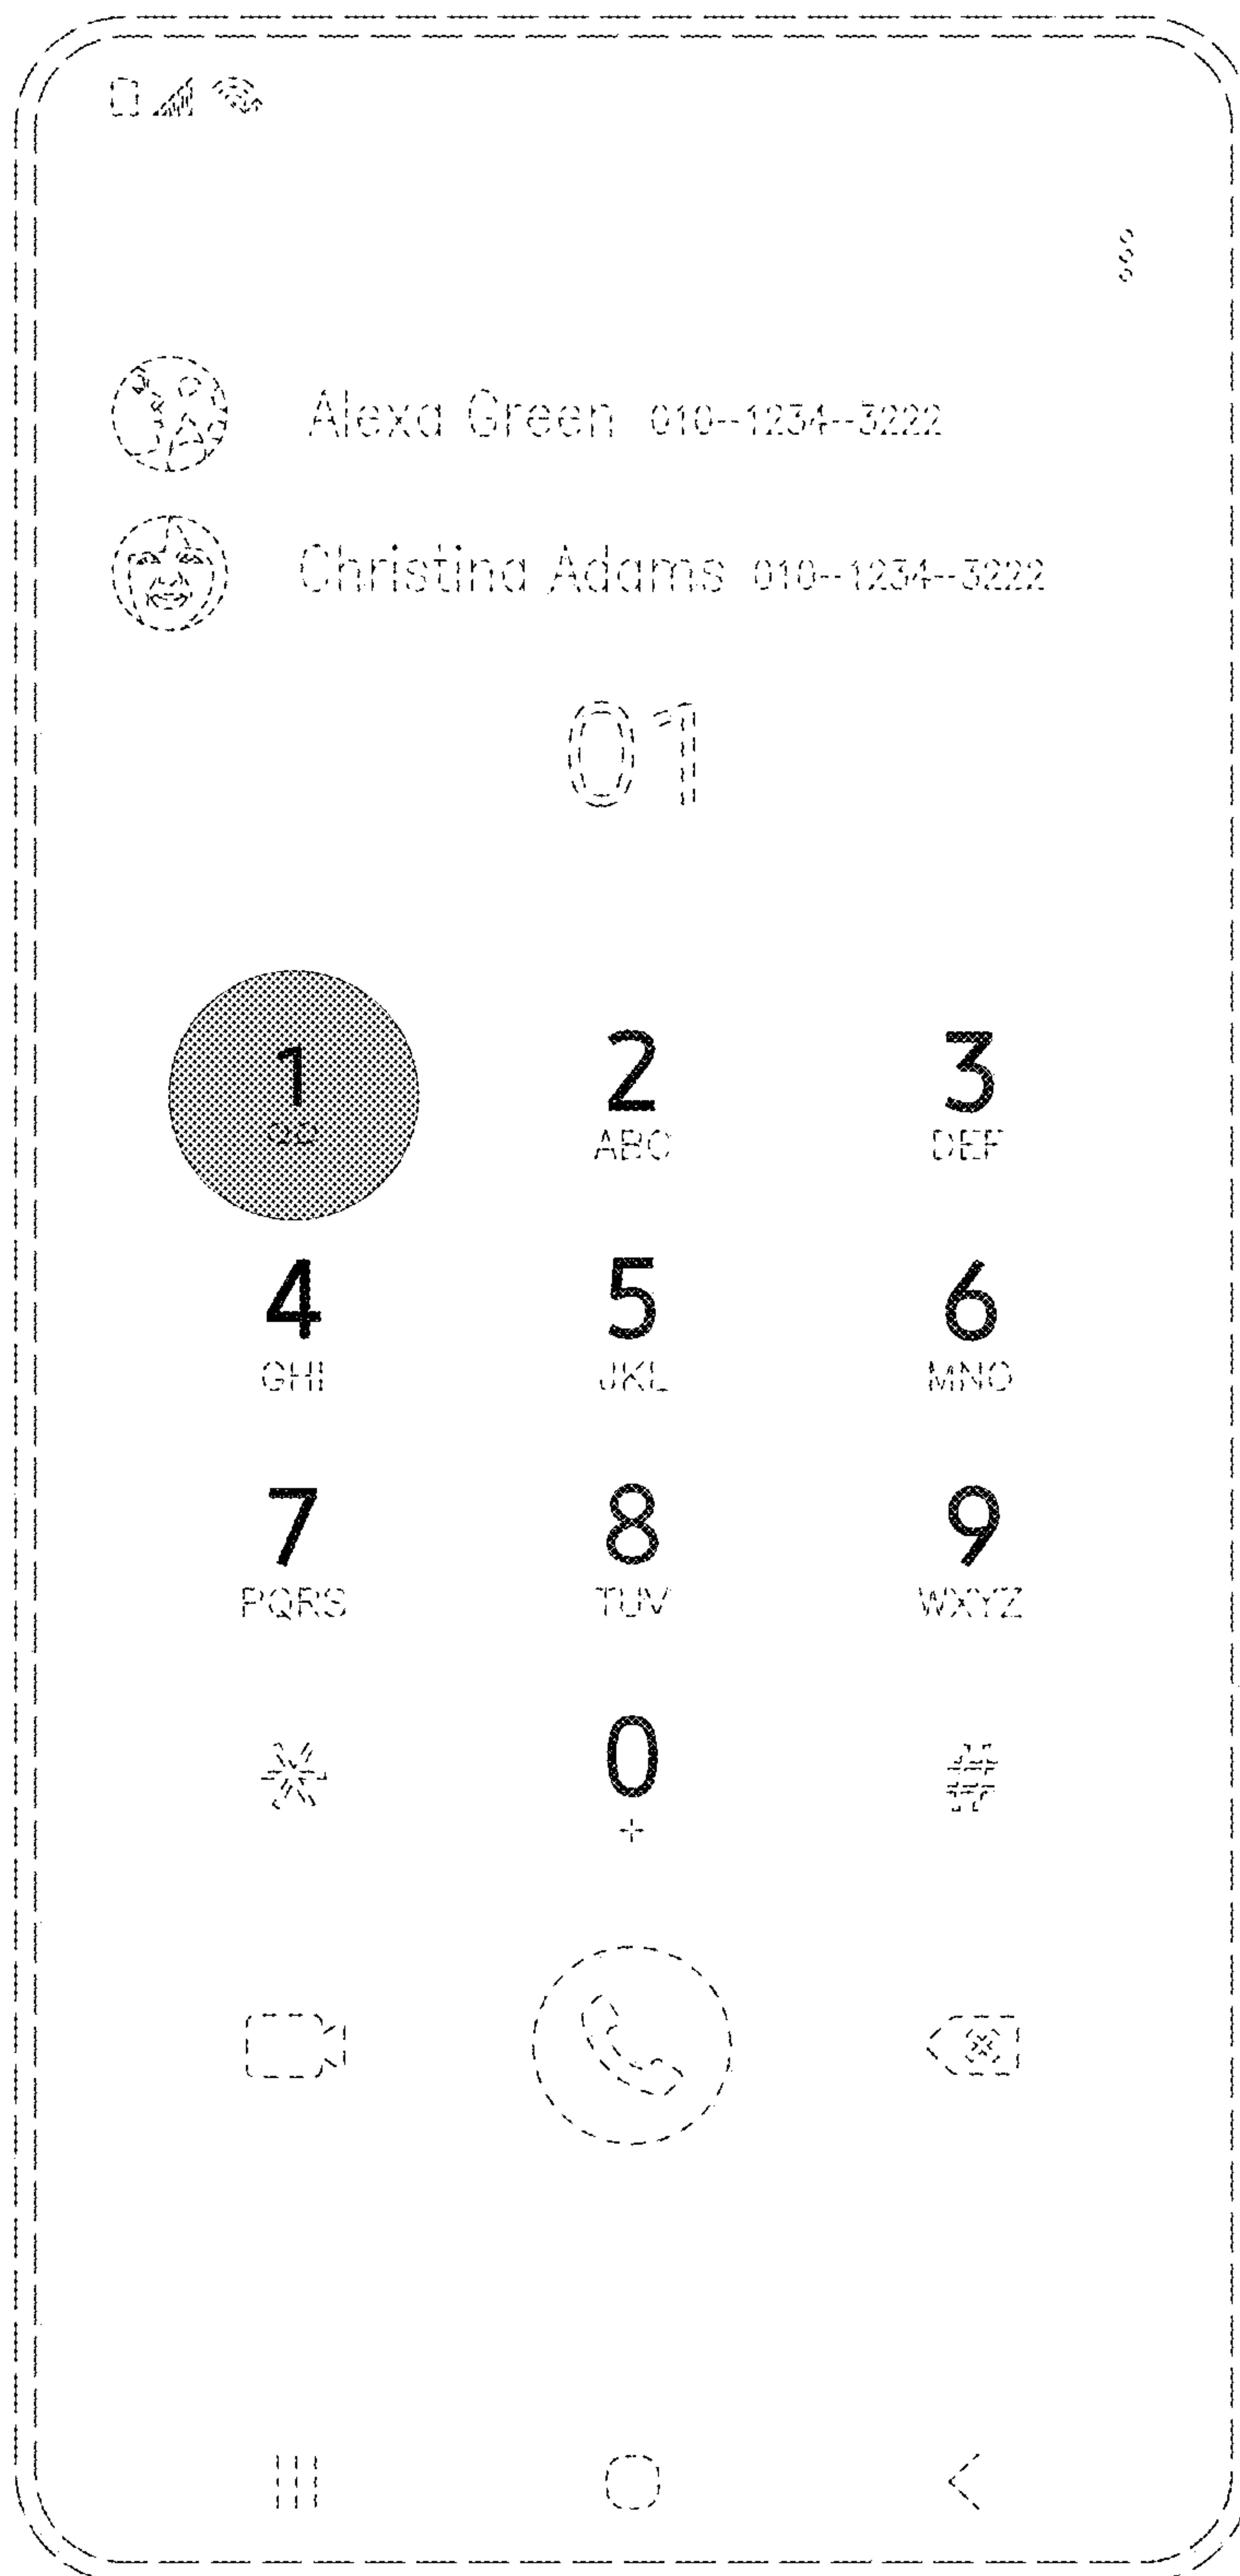 Alexa Green 010--1234--3222
Christina Adams 010--1234--3222
01
1 2 3
ABC DEF
4 5 6
GHI JKL MNO
7 8 9
PQRS TUV WXYZ
* 0 #
+